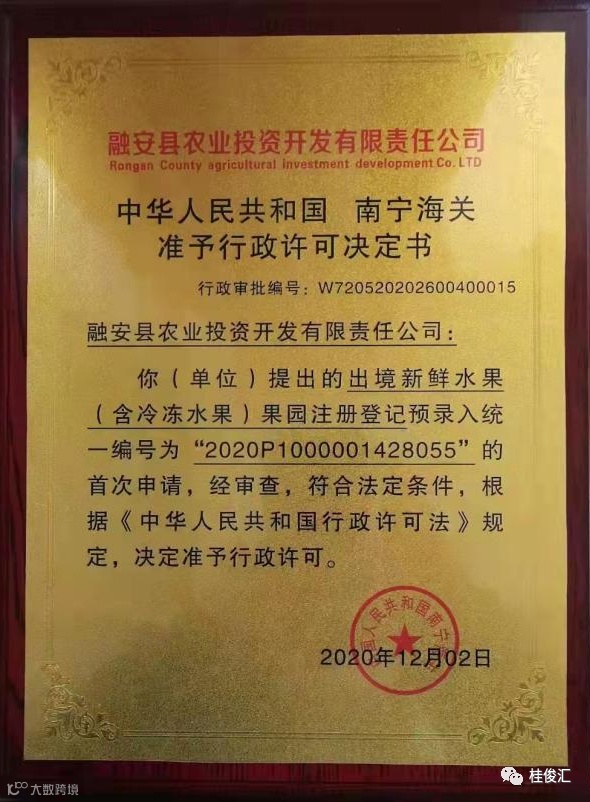 融安县农业投资开发有限责任公司
Rongan County agricultural investment development Co.LTD
中华人民共和国 南宁海关
准予行政许可决定书
行政审批编号：W720520202600400015
融安县农业投资开发有限责任公司：
你（单位）提出的出境新鲜水果
（含冷冻水果）果园注册登记预录入统
一编号为“2020P1000001428055”的
首次申请，经审查，符合法定条件，根
据《中华人民共和国行政许可法》规
定，决定准予行政许可。
人民共和国南宁
2020年12月02日
桂俊汇
大数跨境